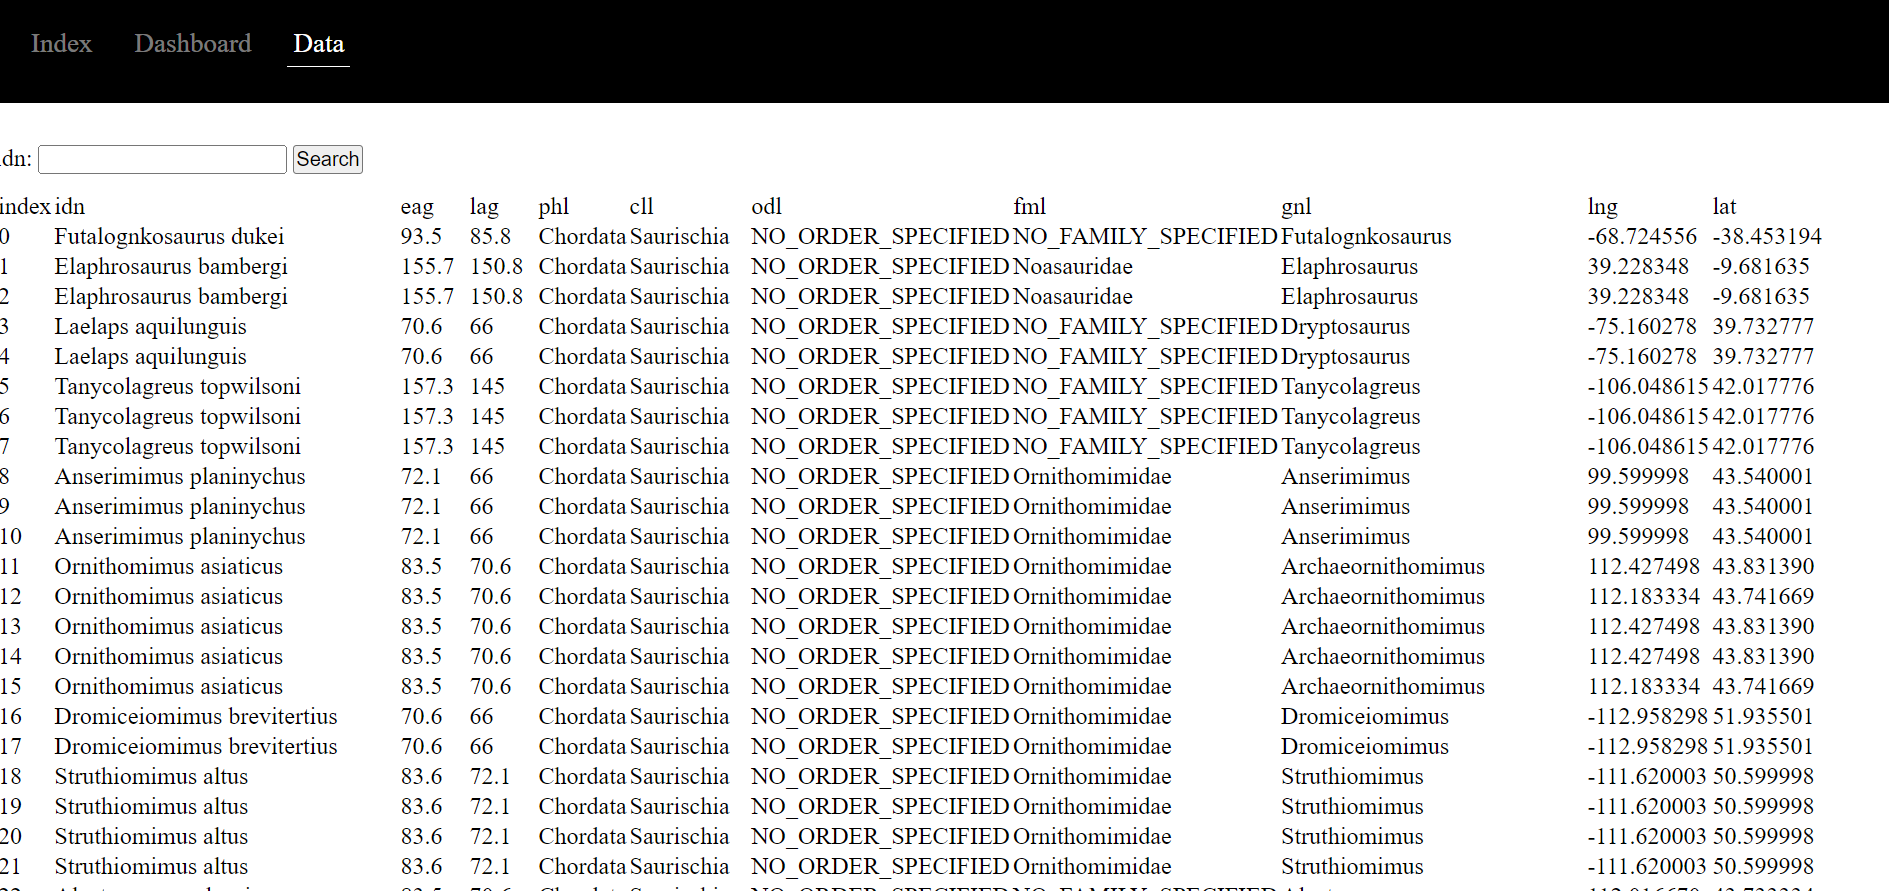 Index Dashboard Data
idn: Search
index idn eag lag phl cll odl fml gnl lng lat
0 Futalognkosaurus dukei 93.5 85.8 Chordata Saurischia NO_ORDER_SPECIFIED NO_FAMILY_SPECIFIED Futalognkosaurus -68.724556 -38.453194
1 Elaphrosaurus bambergi 155.7 150.8 Chordata Saurischia NO_ORDER_SPECIFIED Noasauridae Elaphrosaurus 39.228348 -9.681635
2 Elaphrosaurus bambergi 155.7 150.8 Chordata Saurischia NO_ORDER_SPECIFIED Noasauridae Elaphrosaurus 39.228348 -9.681635
3 Laelaps aquilunguis 70.6 66 Chordata Saurischia NO_ORDER_SPECIFIED NO_FAMILY_SPECIFIED Dryptosaurus -75.160278 39.732777
4 Laelaps aquilunguis 70.6 66 Chordata Saurischia NO_ORDER_SPECIFIED NO_FAMILY_SPECIFIED Dryptosaurus -75.160278 39.732777
5 Tanycolagreus topwilsoni 157.3 145 Chordata Saurischia NO_ORDER_SPECIFIED NO_FAMILY_SPECIFIED Tanycolagreus -106.048615 42.017776
6 Tanycolagreus topwilsoni 157.3 145 Chordata Saurischia NO_ORDER_SPECIFIED NO_FAMILY_SPECIFIED Tanycolagreus -106.048615 42.017776
7 Tanycolagreus topwilsoni 157.3 145 Chordata Saurischia NO_ORDER_SPECIFIED NO_FAMILY_SPECIFIED Tanycolagreus -106.048615 42.017776
8 Anserimimus planinychus 72.1 66 Chordata Saurischia NO_ORDER_SPECIFIED Ornithomimidae Anserimimus 99.599998 43.540001
9 Anserimimus planinychus 72.1 66 Chordata Saurischia NO_ORDER_SPECIFIED Ornithomimidae Anserimimus 99.599998 43.540001
10 Anserimimus planinychus 72.1 66 Chordata Saurischia NO_ORDER_SPECIFIED Ornithomimidae Anserimimus 99.599998 43.540001
11 Ornithomimus asiaticus 83.5 70.6 Chordata Saurischia NO_ORDER_SPECIFIED Ornithomimidae Archaeornithomimus 112.427498 43.831390
12 Ornithomimus asiaticus 83.5 70.6 Chordata Saurischia NO_ORDER_SPECIFIED Ornithomimidae Archaeornithomimus 112.183334 43.741669
13 Ornithomimus asiaticus 83.5 70.6 Chordata Saurischia NO_ORDER_SPECIFIED Ornithomimidae Archaeornithomimus 112.427498 43.831390
14 Ornithomimus asiaticus 83.5 70.6 Chordata Saurischia NO_ORDER_SPECIFIED Ornithomimidae Archaeornithomimus 112.427498 43.831390
15 Ornithomimus asiaticus 83.5 70.6 Chordata Saurischia NO_ORDER_SPECIFIED Ornithomimidae Archaeornithomimus 112.183334 43.741669
16 Dromiceiomimus brevitertius 70.6 66 Chordata Saurischia NO_ORDER_SPECIFIED Ornithomimidae Dromiceiomimus -112.958298 51.935501
17 Dromiceiomimus brevitertius 70.6 66 Chordata Saurischia NO_ORDER_SPECIFIED Ornithomimidae Dromiceiomimus -112.958298 51.935501
18 Struthiomimus altus 83.6 72.1 Chordata Saurischia NO_ORDER_SPECIFIED Ornithomimidae Struthiomimus -111.620003 50.599998
19 Struthiomimus altus 83.6 72.1 Chordata Saurischia NO_ORDER_SPECIFIED Ornithomimidae Struthiomimus -111.620003 50.599998
20 Struthiomimus altus 83.6 72.1 Chordata Saurischia NO_ORDER_SPECIFIED Ornithomimidae Struthiomimus -111.620003 50.599998
21 Struthiomimus altus 83.6 72.1 Chordata Saurischia NO_ORDER_SPECIFIED Ornithomimidae Struthiomimus -111.620003 50.599998